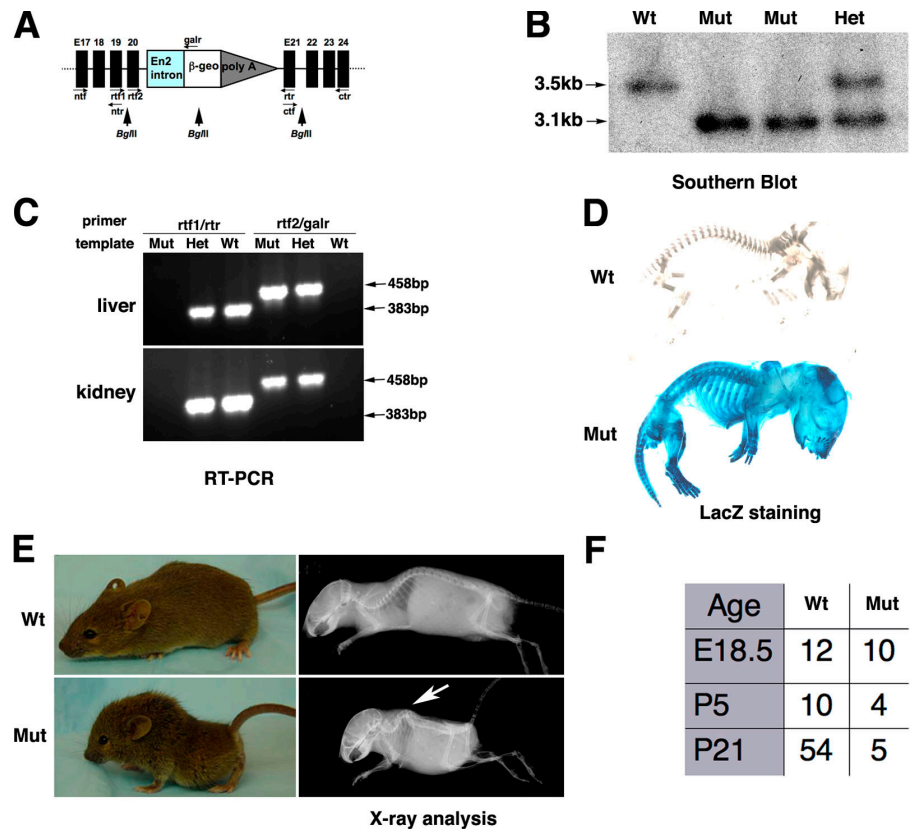 A
E17 18 19 20 galr E21 22 23 24
En2 intron β-geo poly A
ntf rtf1 rtf2 rtr ctr
ntr ctf
BglII BglII BglII
B
Wt Mut Mut Het
3.5kb
3.1kb
Southern Blot
C
primer rtf1/rtr rtf2/galr
template Mut Het Wt Mut Het Wt
liver
458bp
383bp
kidney
458bp
383bp
RT-PCR
D
Wt
Mut
LacZ staining
E
Wt
Mut
X-ray analysis
F
Age Wt Mut
E18.5 12 10
P5 10 4
P21 54 5